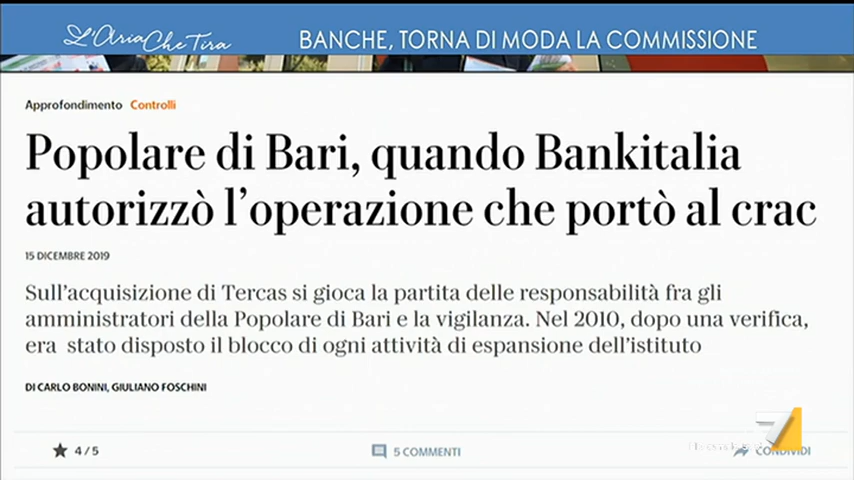 L'Aria Che Tira
BANCHE, TORNA DI MODA LA COMMISSIONE
Approfondimento Controlli
Popolare di Bari, quando Bankitalia
autorizzò l'operazione che portò al crac
15 DICEMBRE 2019
Sull'acquisizione di Tercas si gioca la partita delle responsabilità fra gli
amministratori della Popolare di Bari e la vigilanza. Nel 2010, dopo una verifica,
era stato disposto il blocco di ogni attività di espansione dell'istituto
DI CARLO BONINI, GIULIANO FOSCHINI
4/5
5 COMMENTI
CONDIVIDI
7